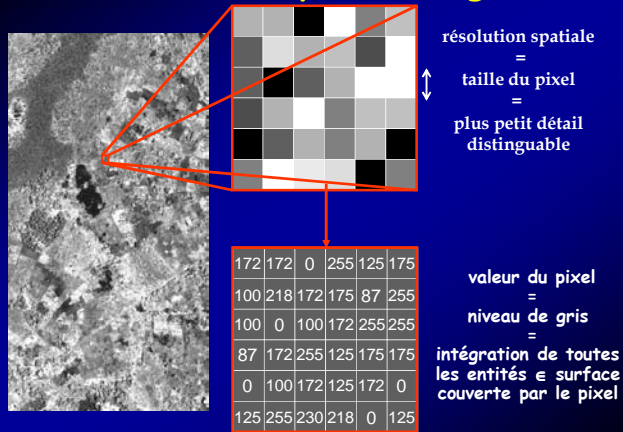 résolution spatiale
=
taille du pixel
=
plus petit détail
distinguable
172 172 0 255 125 175
100 218 172 175 87 255
100 0 100 172 255 255
87 172 255 125 175 175
0 100 172 125 172 0
125 255 230 218 0 125
valeur du pixel
=
niveau de gris
=
intégration de toutes
les entités ∈ surface
couverte par le pixel